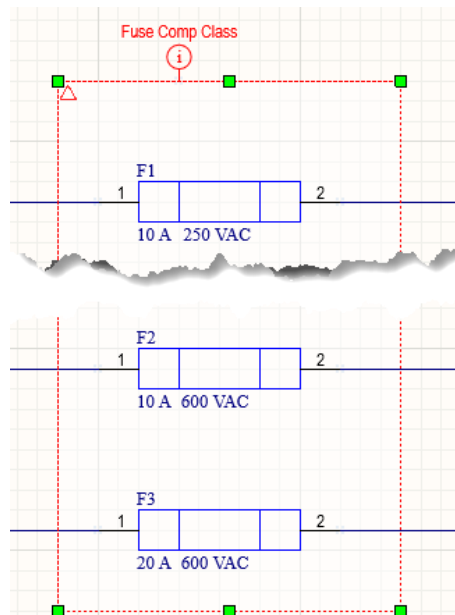 Fuse Comp Class
i
F1
1 2
10 A 250 VAC
F2
1 2
10 A 600 VAC
F3
1 2
20 A 600 VAC